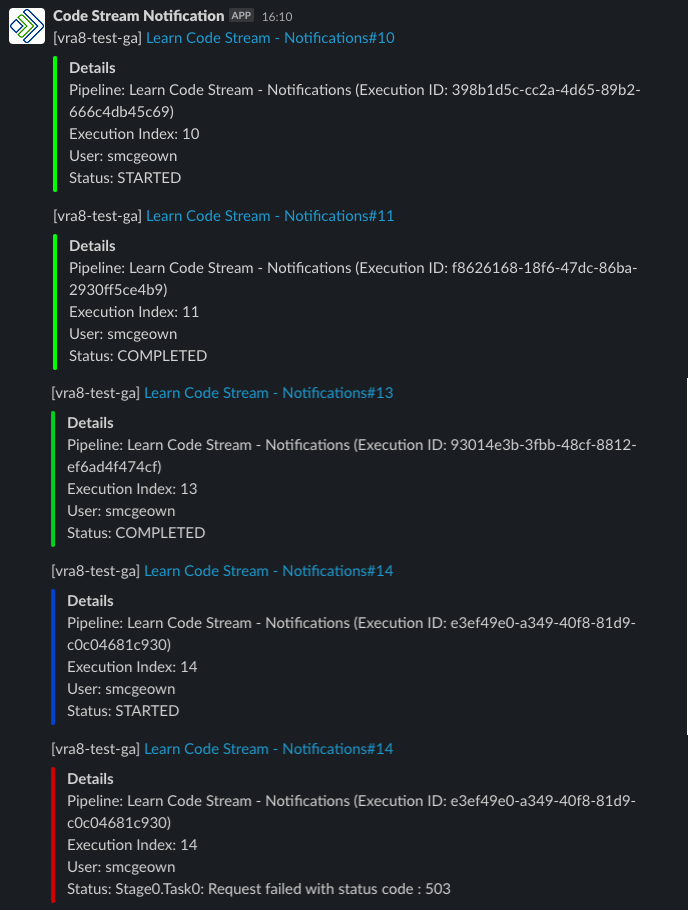 Code Stream Notification APP 16:10
[vra8-test-ga] Learn Code Stream - Notifications#10
Details
Pipeline: Learn Code Stream - Notifications (Execution ID: 398b1d5c-cc2a-4d65-89b2-
666c4db45c69)
Execution Index: 10
User: smcgeown
Status: STARTED
[vra8-test-ga] Learn Code Stream - Notifications#11
Details
Pipeline: Learn Code Stream - Notifications (Execution ID: f8626168-18f6-47dc-86ba-
2930ff5ce4b9)
Execution Index: 11
User: smcgeown
Status: COMPLETED
[vra8-test-ga] Learn Code Stream - Notifications#13
Details
Pipeline: Learn Code Stream - Notifications (Execution ID: 93014e3b-3fbb-48cf-8812-
ef6ad4f474cf)
Execution Index: 13
User: smcgeown
Status: COMPLETED
[vra8-test-ga] Learn Code Stream - Notifications#14
Details
Pipeline: Learn Code Stream - Notifications (Execution ID: e3ef49e0-a349-40f8-81d9-
c0c04681c930)
Execution Index: 14
User: smcgeown
Status: STARTED
[vra8-test-ga] Learn Code Stream - Notifications#14
Details
Pipeline: Learn Code Stream - Notifications (Execution ID: e3ef49e0-a349-40f8-81d9-
c0c04681c930)
Execution Index: 14
User: smcgeown
Status: Stage0.Task0: Request failed with status code : 503